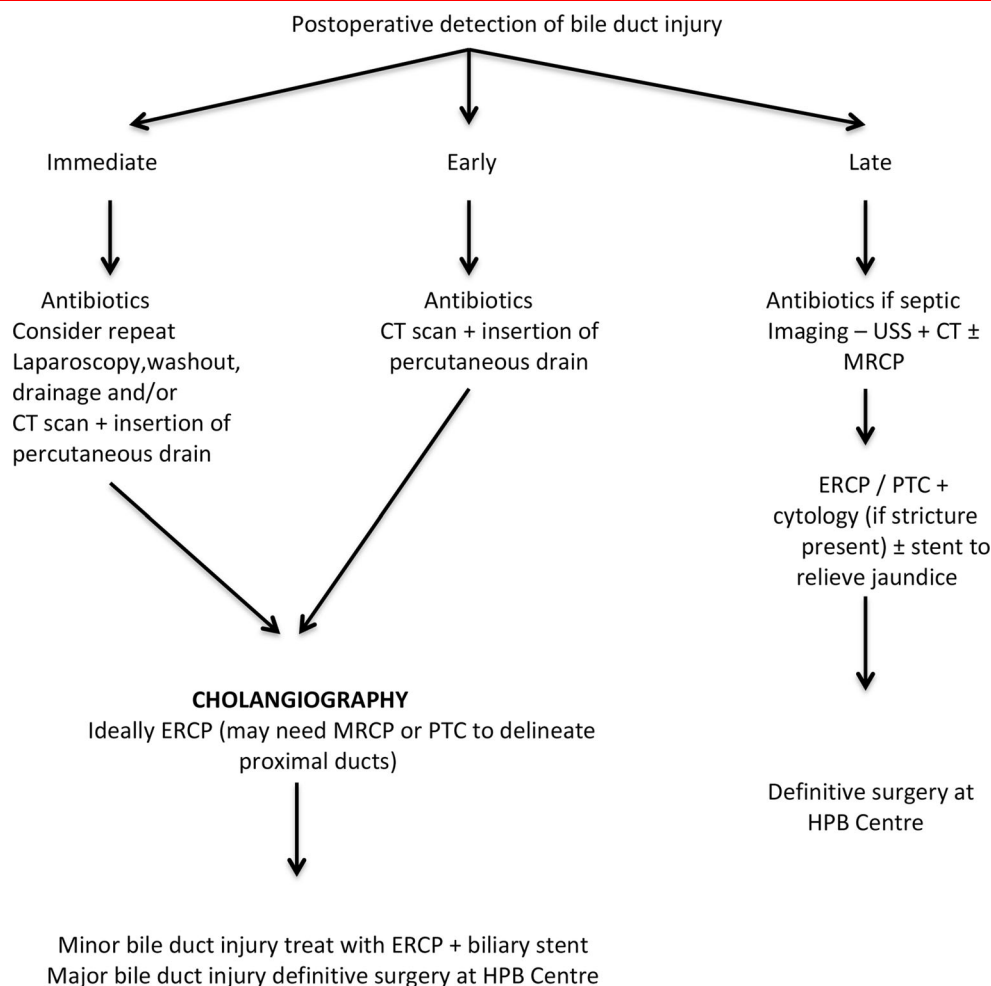 Postoperative detection of bile duct injury
Immediate
Early
Late
Antibiotics
Consider repeat
Laparoscopy,washout,
drainage and/or
CT scan + insertion of
percutaneous drain
Antibiotics
CT scan + insertion of
percutaneous drain
Antibiotics if septic
Imaging – USS + CT ±
MRCP
ERCP / PTC +
cytology (if stricture
present) ± stent to
relieve jaundice
CHOLANGIOGRAPHY
Ideally ERCP (may need MRCP or PTC to delineate
proximal ducts)
Definitive surgery at
HPB Centre
Minor bile duct injury treat with ERCP + biliary stent
Major bile duct injury definitive surgery at HPB Centre